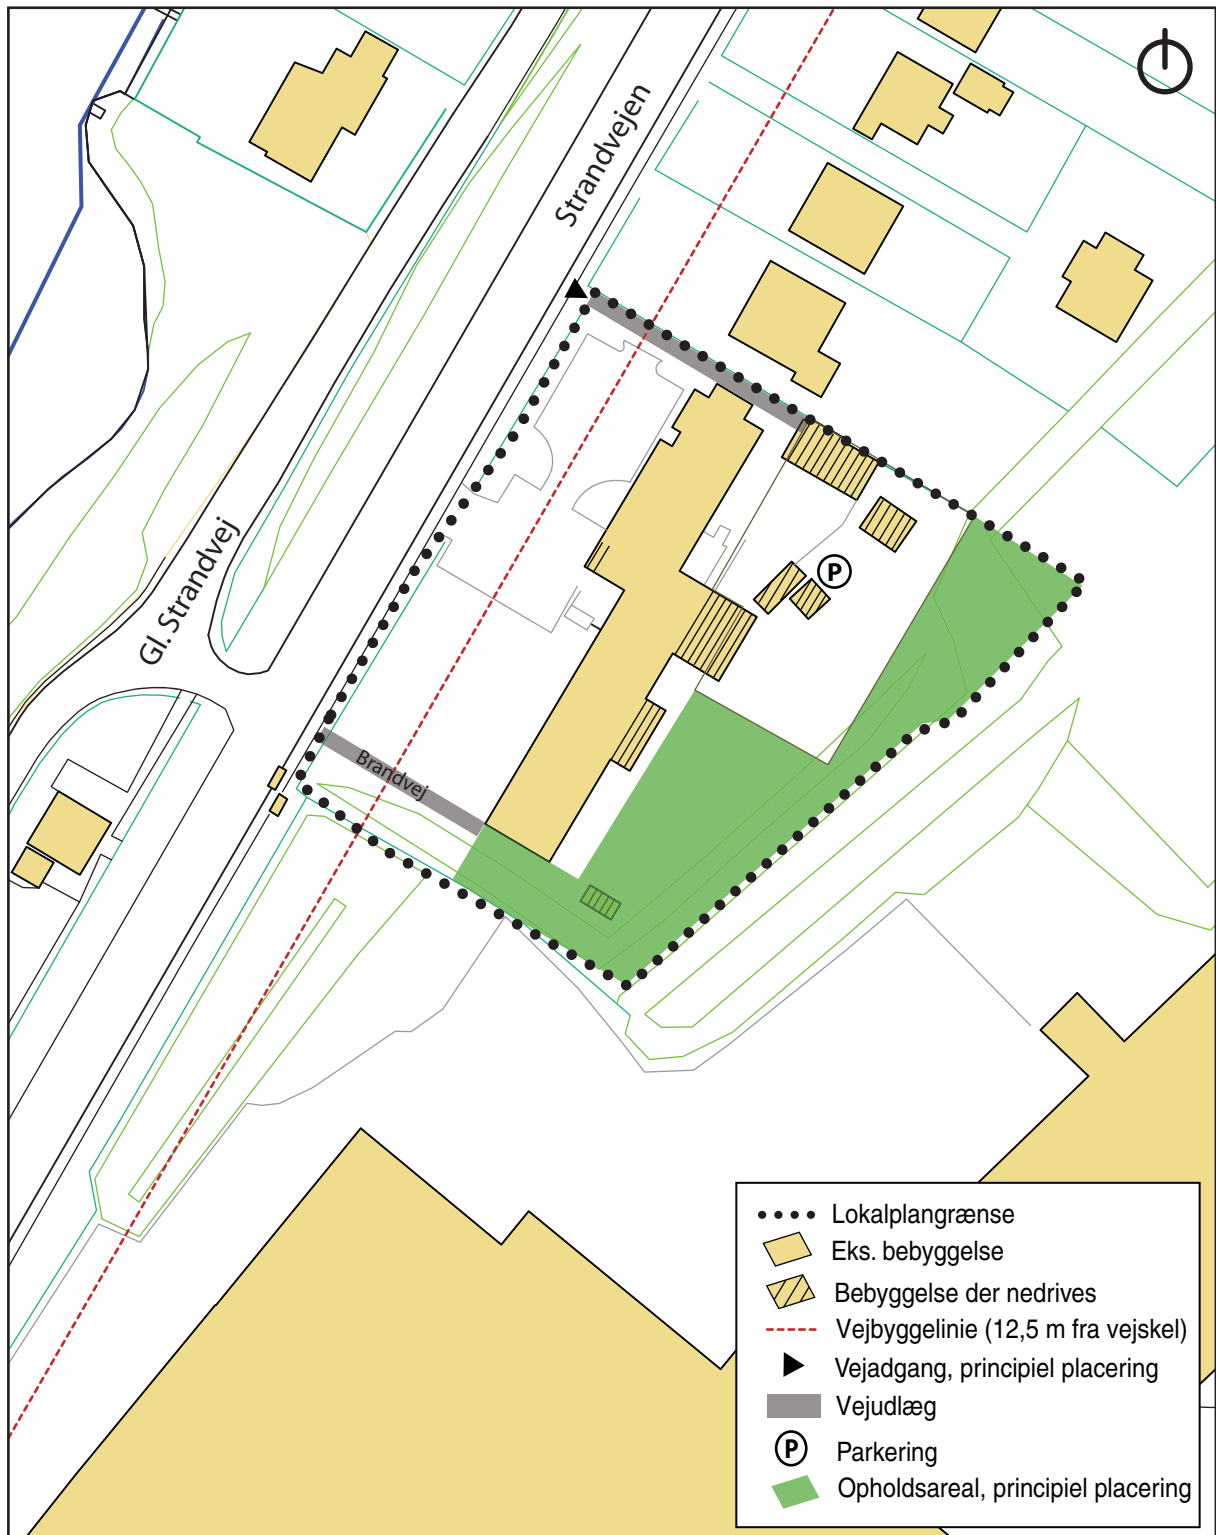 Strandvejen
Gl. Strandvej
P
Brandvej
Lokalplangrænse
Eks. bebyggelse
Bebyggelse der nedrives
Vejbyggelinie (12,5 m fra vejskel)
Vejadgang, principiel placering
Vejudlæg
P Parkering
Opholdsareal, principiel placering